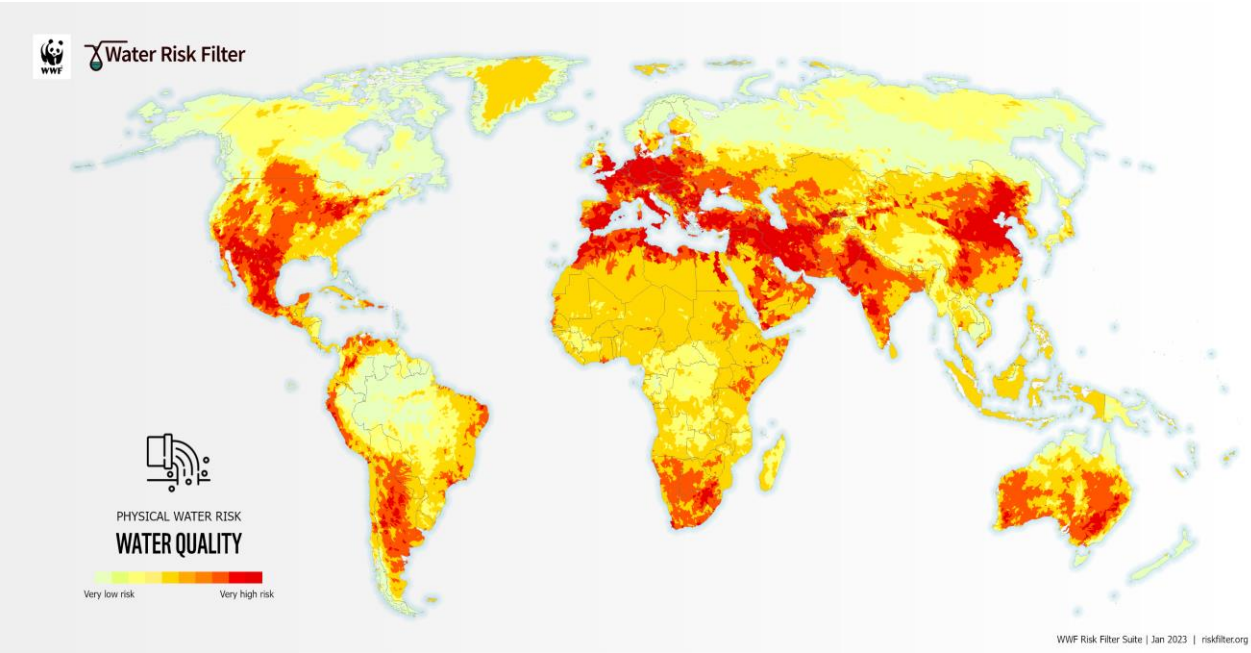 WWF
Water Risk Filter
PHYSICAL WATER RISK
WATER QUALITY
Very low risk
Very high risk
WWF Risk Filter Suite | Jan 2023 | riskfilter.org